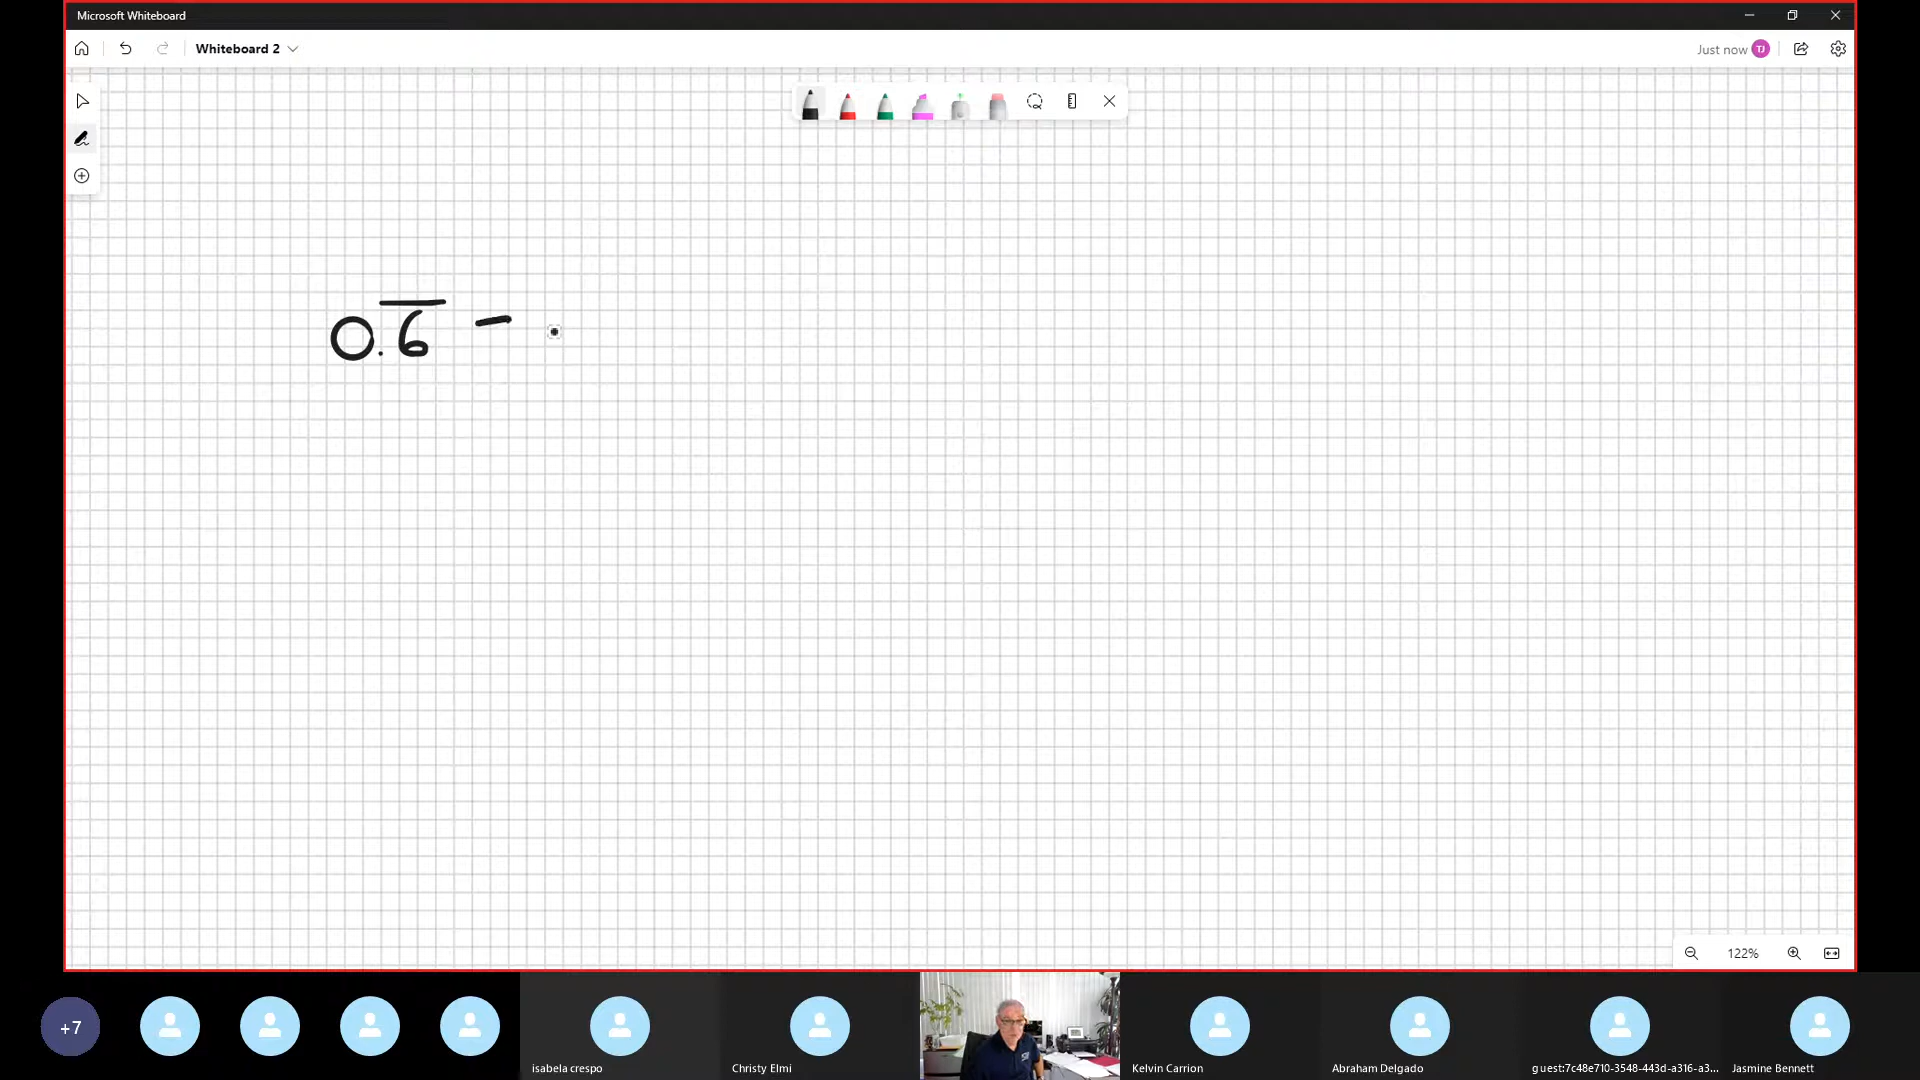 Microsoft Whiteboard
Whiteboard 2
Just now TJ
0.6̅ −
122%
+7
isabela crespo
Christy Elmi
Kelvin Carrion
Abraham Delgado
guest:7c48e710-3548-443d-a316-a3...
Jasmine Bennett